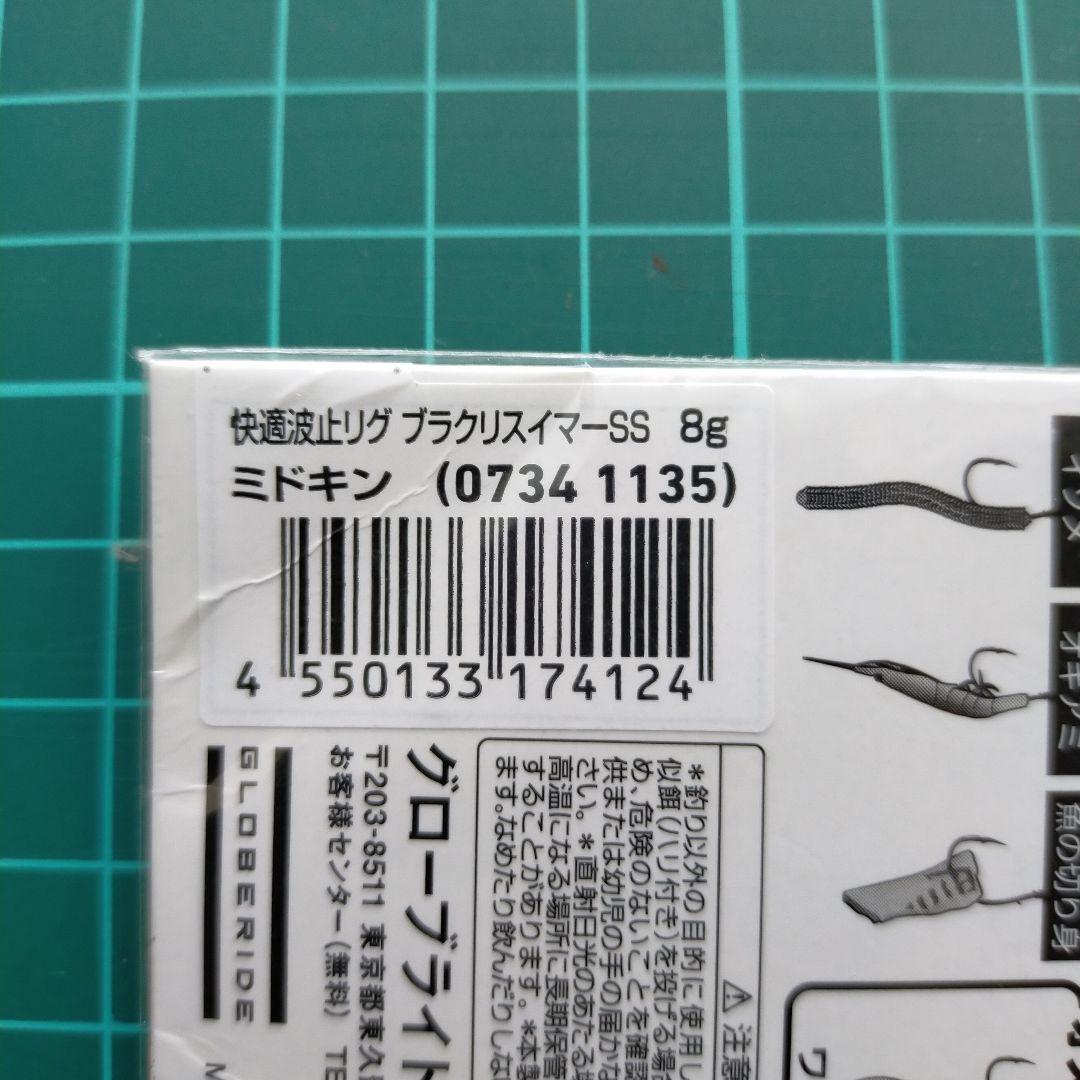 快適波止リグ ブラクリスイマーSS 8g
ミドキン (0734 1135)
4 550133 174124
イソメ
オキアミ
魚の切り身
⚠注意
*釣り以外の目的に使用し
似餌(ハリ付き)を投げる場合
め、危険のないことを確認
供または幼児の手の届かな
さい。*直射日光のあたる場
高温になる場所に長期保管
することがあります。*本製
ます。なめたり飲んだりしな
グローブライド
〒203-8511 東京都東久
お客様センター(無料) TE
GLOBERIDE
ワ